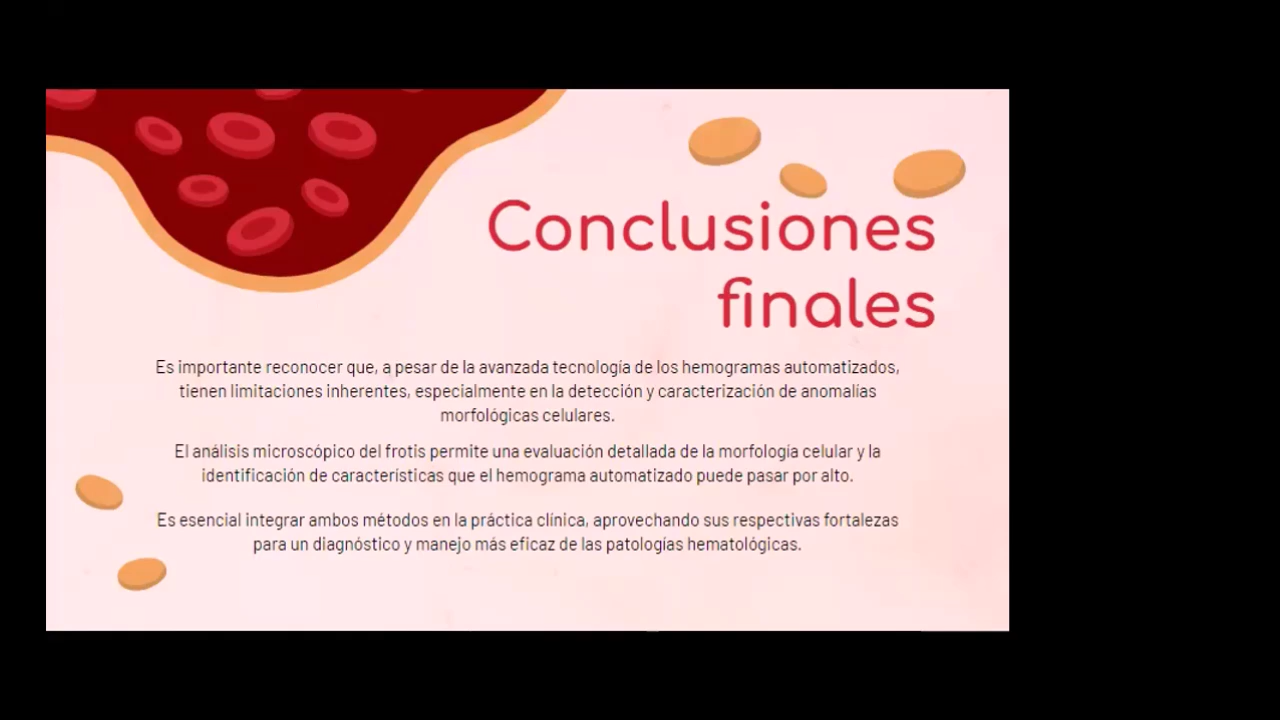 Conclusiones
finales
Es importante reconocer que, a pesar de la avanzada tecnología de los hemogramas automatizados,
tienen limitaciones inherentes, especialmente en la detección y caracterización de anomalías
morfológicas celulares.
El análisis microscópico del frotis permite una evaluación detallada de la morfología celular y la
identificación de características que el hemograma automatizado puede pasar por alto.
Es esencial integrar ambos métodos en la práctica clínica, aprovechando sus respectivas fortalezas
para un diagnóstico y manejo más eficaz de las patologías hematológicas.